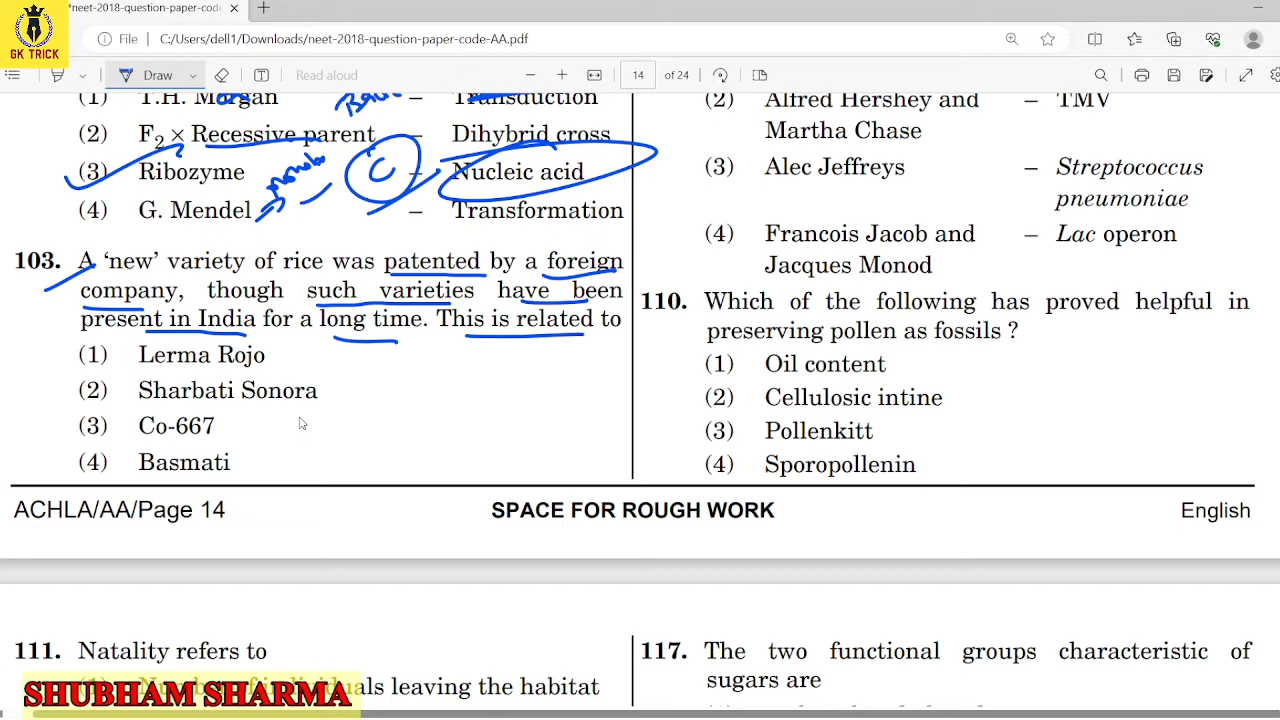 neet-2018-question-paper-code
GK TRICK
File | C:/Users/dell1/Downloads/neet-2018-question-paper-code-AA.pdf
Draw
Read aloud
14 of 24
(1) T.H. Morgan – Transduction
(2) F2 × Recessive parent – Dihybrid cross
(3) Ribozyme – Nucleic acid
C
(4) G. Mendel – Transformation
103. A ‘new’ variety of rice was patented by a foreign
company, though such varieties have been
present in India for a long time. This is related to
(1) Lerma Rojo
(2) Sharbati Sonora
(3) Co-667
(4) Basmati
(2) Alfred Hershey and – TMV
Martha Chase
(3) Alec Jeffreys – Streptococcus
pneumoniae
(4) Francois Jacob and – Lac operon
Jacques Monod
110. Which of the following has proved helpful in
preserving pollen as fossils ?
(1) Oil content
(2) Cellulosic intine
(3) Pollenkitt
(4) Sporopollenin
ACHLA/AA/Page 14 SPACE FOR ROUGH WORK English
111. Natality refers to
(1) Number of individuals leaving the habitat
117. The two functional groups characteristic of
sugars are
SHUBHAM SHARMA